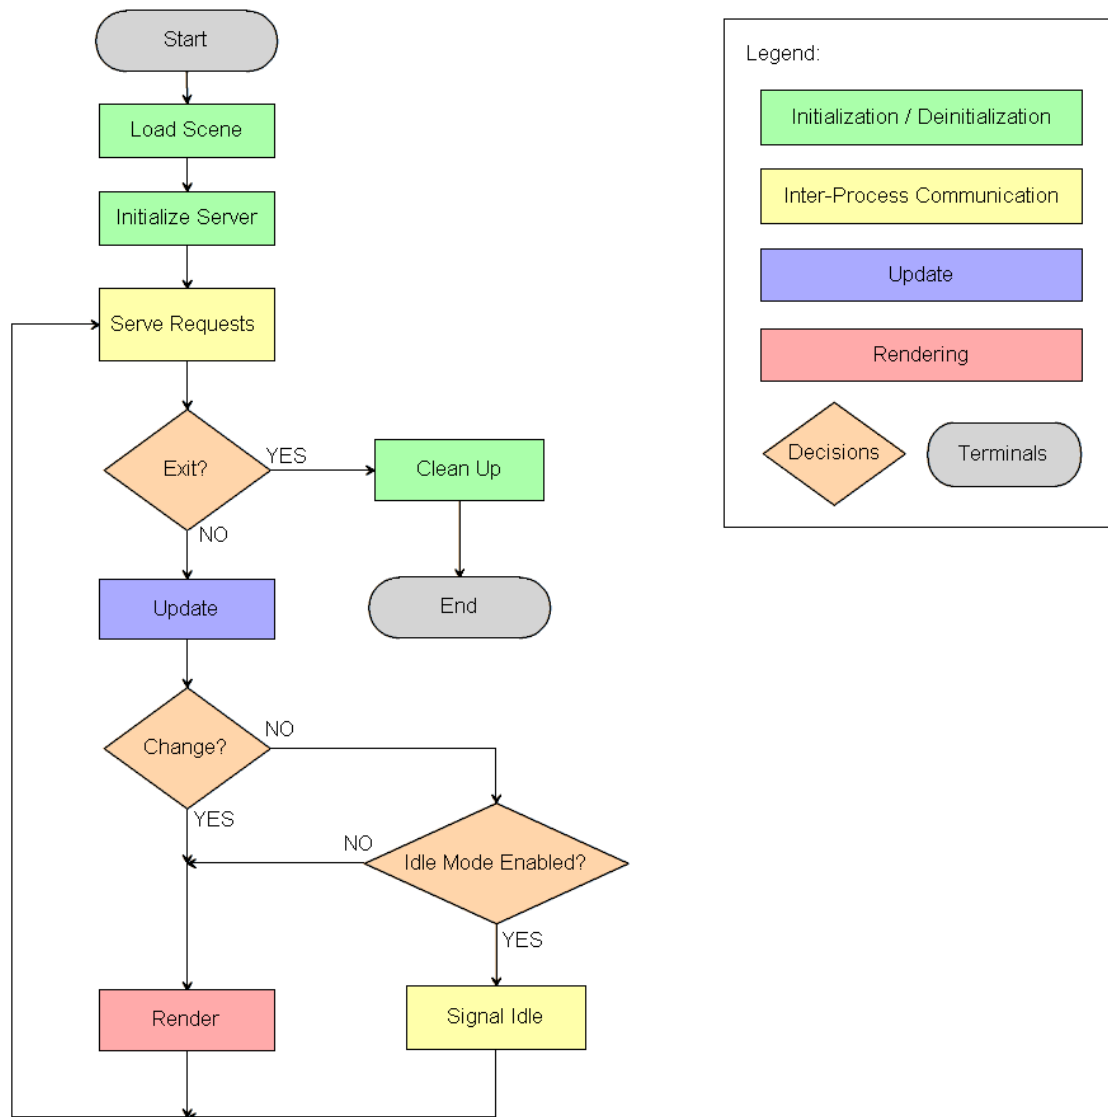 Start
Load Scene
Initialize Server
Serve Requests
Exit?
YES
NO
Clean Up
End
Update
Change?
NO
YES
Idle Mode Enabled?
NO
YES
Render
Signal Idle
Legend:
Initialization / Deinitialization
Inter-Process Communication
Update
Rendering
Decisions
Terminals